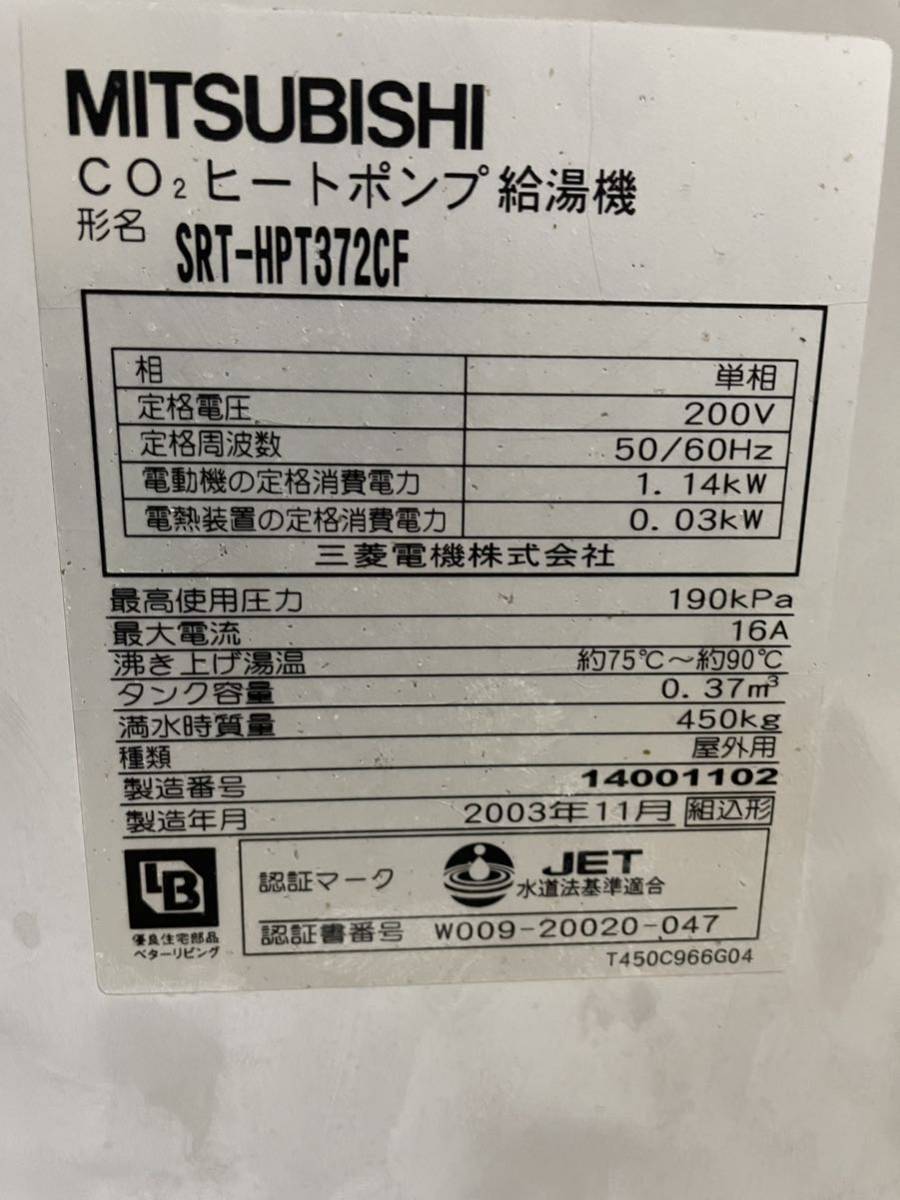 MITSUBISHI
CO₂ヒートポンプ給湯機
形名 SRT-HPT372CF
相 単相
定格電圧 200V
定格周波数 50/60Hz
電動機の定格消費電力 1.14kW
電熱装置の定格消費電力 0.03kW
三菱電機株式会社
最高使用圧力 190kPa
最大電流 16A
沸き上げ湯温 約75℃～約90℃
タンク容量 0.37m³
満水時質量 450kg
種類 屋外用
製造番号 14001102
製造年月 2003年11月 組込形
LB
優良住宅部品
ベターリビング
認証マーク JET
水道法基準適合
認証書番号 W009-20020-047
T450C966G04